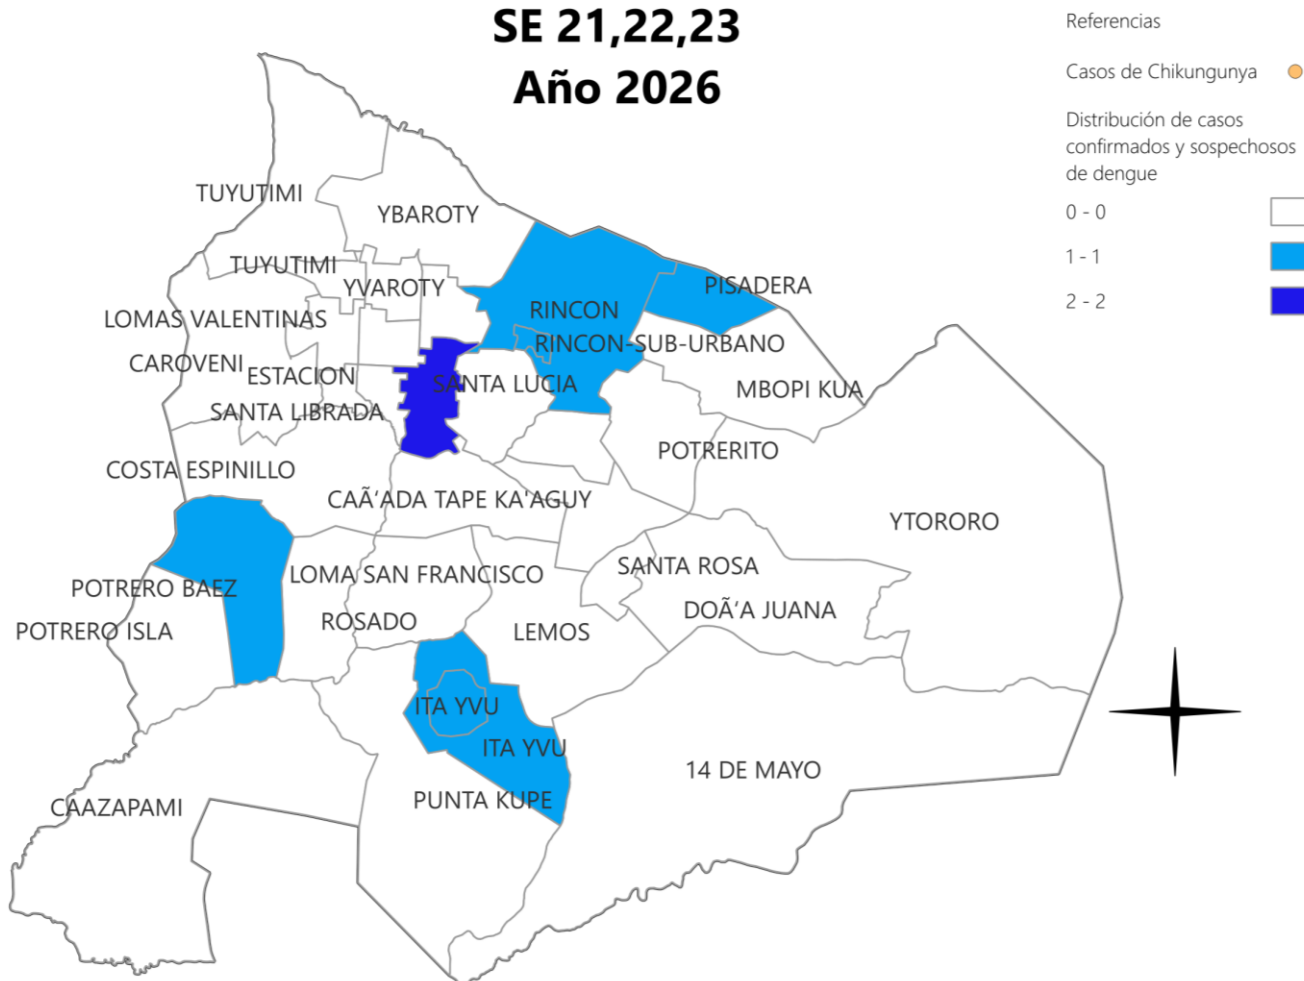 SE 21,22,23
Año 2026
Referencias
Casos de Chikungunya
Distribución de casos
confirmados y sospechosos
de dengue
0 - 0
1 - 1
2 - 2
TUYUTIMI
YBAROTY
TUYUTIMI
YVAROTY
PISADERA
RINCON
LOMAS VALENTINAS
RINCON-SUB-URBANO
CAROVENI
ESTACION
SANTA LUCIA
MBOPI KUA
SANTA LIBRADA
POTRERITO
COSTA ESPINILLO
CAÃ'ADA TAPE KA'AGUY
YTORORO
SANTA ROSA
LOMA SAN FRANCISCO
POTRERO BAEZ
DOÃ'A JUANA
ROSADO
POTRERO ISLA
LEMOS
ITA YVU
ITA YVU
14 DE MAYO
PUNTA KUPE
CAAZAPAMI